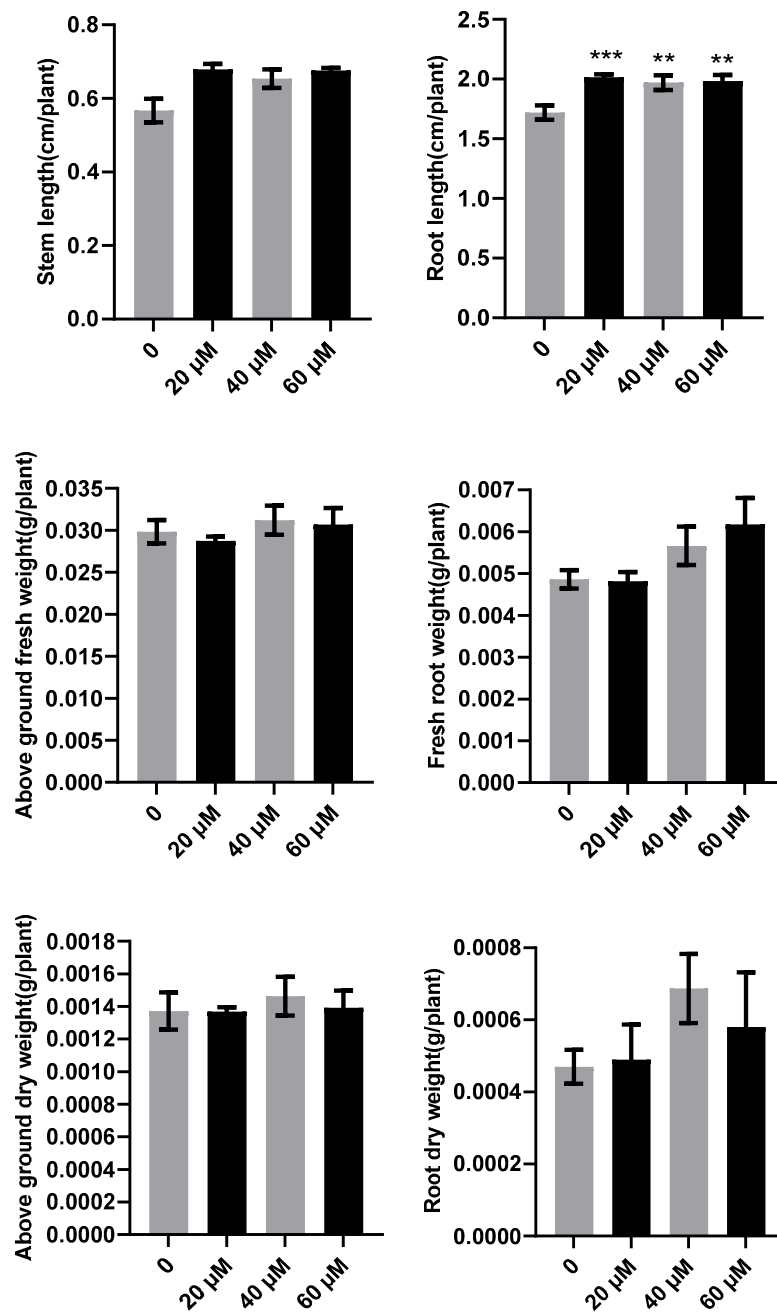 Stem length(cm/plant)
0.8
0.6
0.4
0.2
0.0
0
20 µM
40 µM
60 µM
Root length(cm/plant)
2.5
2.0
1.5
1.0
0.5
0.0
***
**
**
0
20 µM
40 µM
60 µM
Above ground fresh weight(g/plant)
0.035
0.030
0.025
0.020
0.015
0.010
0.005
0.000
0
20 µM
40 µM
60 µM
Fresh root weight(g/plant)
0.007
0.006
0.005
0.004
0.003
0.002
0.001
0.000
0
20 µM
40 µM
60 µM
Above ground dry weight(g/plant)
0.0018
0.0016
0.0014
0.0012
0.0010
0.0008
0.0006
0.0004
0.0002
0.0000
0
20 µM
40 µM
60 µM
Root dry weight(g/plant)
0.0008
0.0006
0.0004
0.0002
0.0000
0
20 µM
40 µM
60 µM